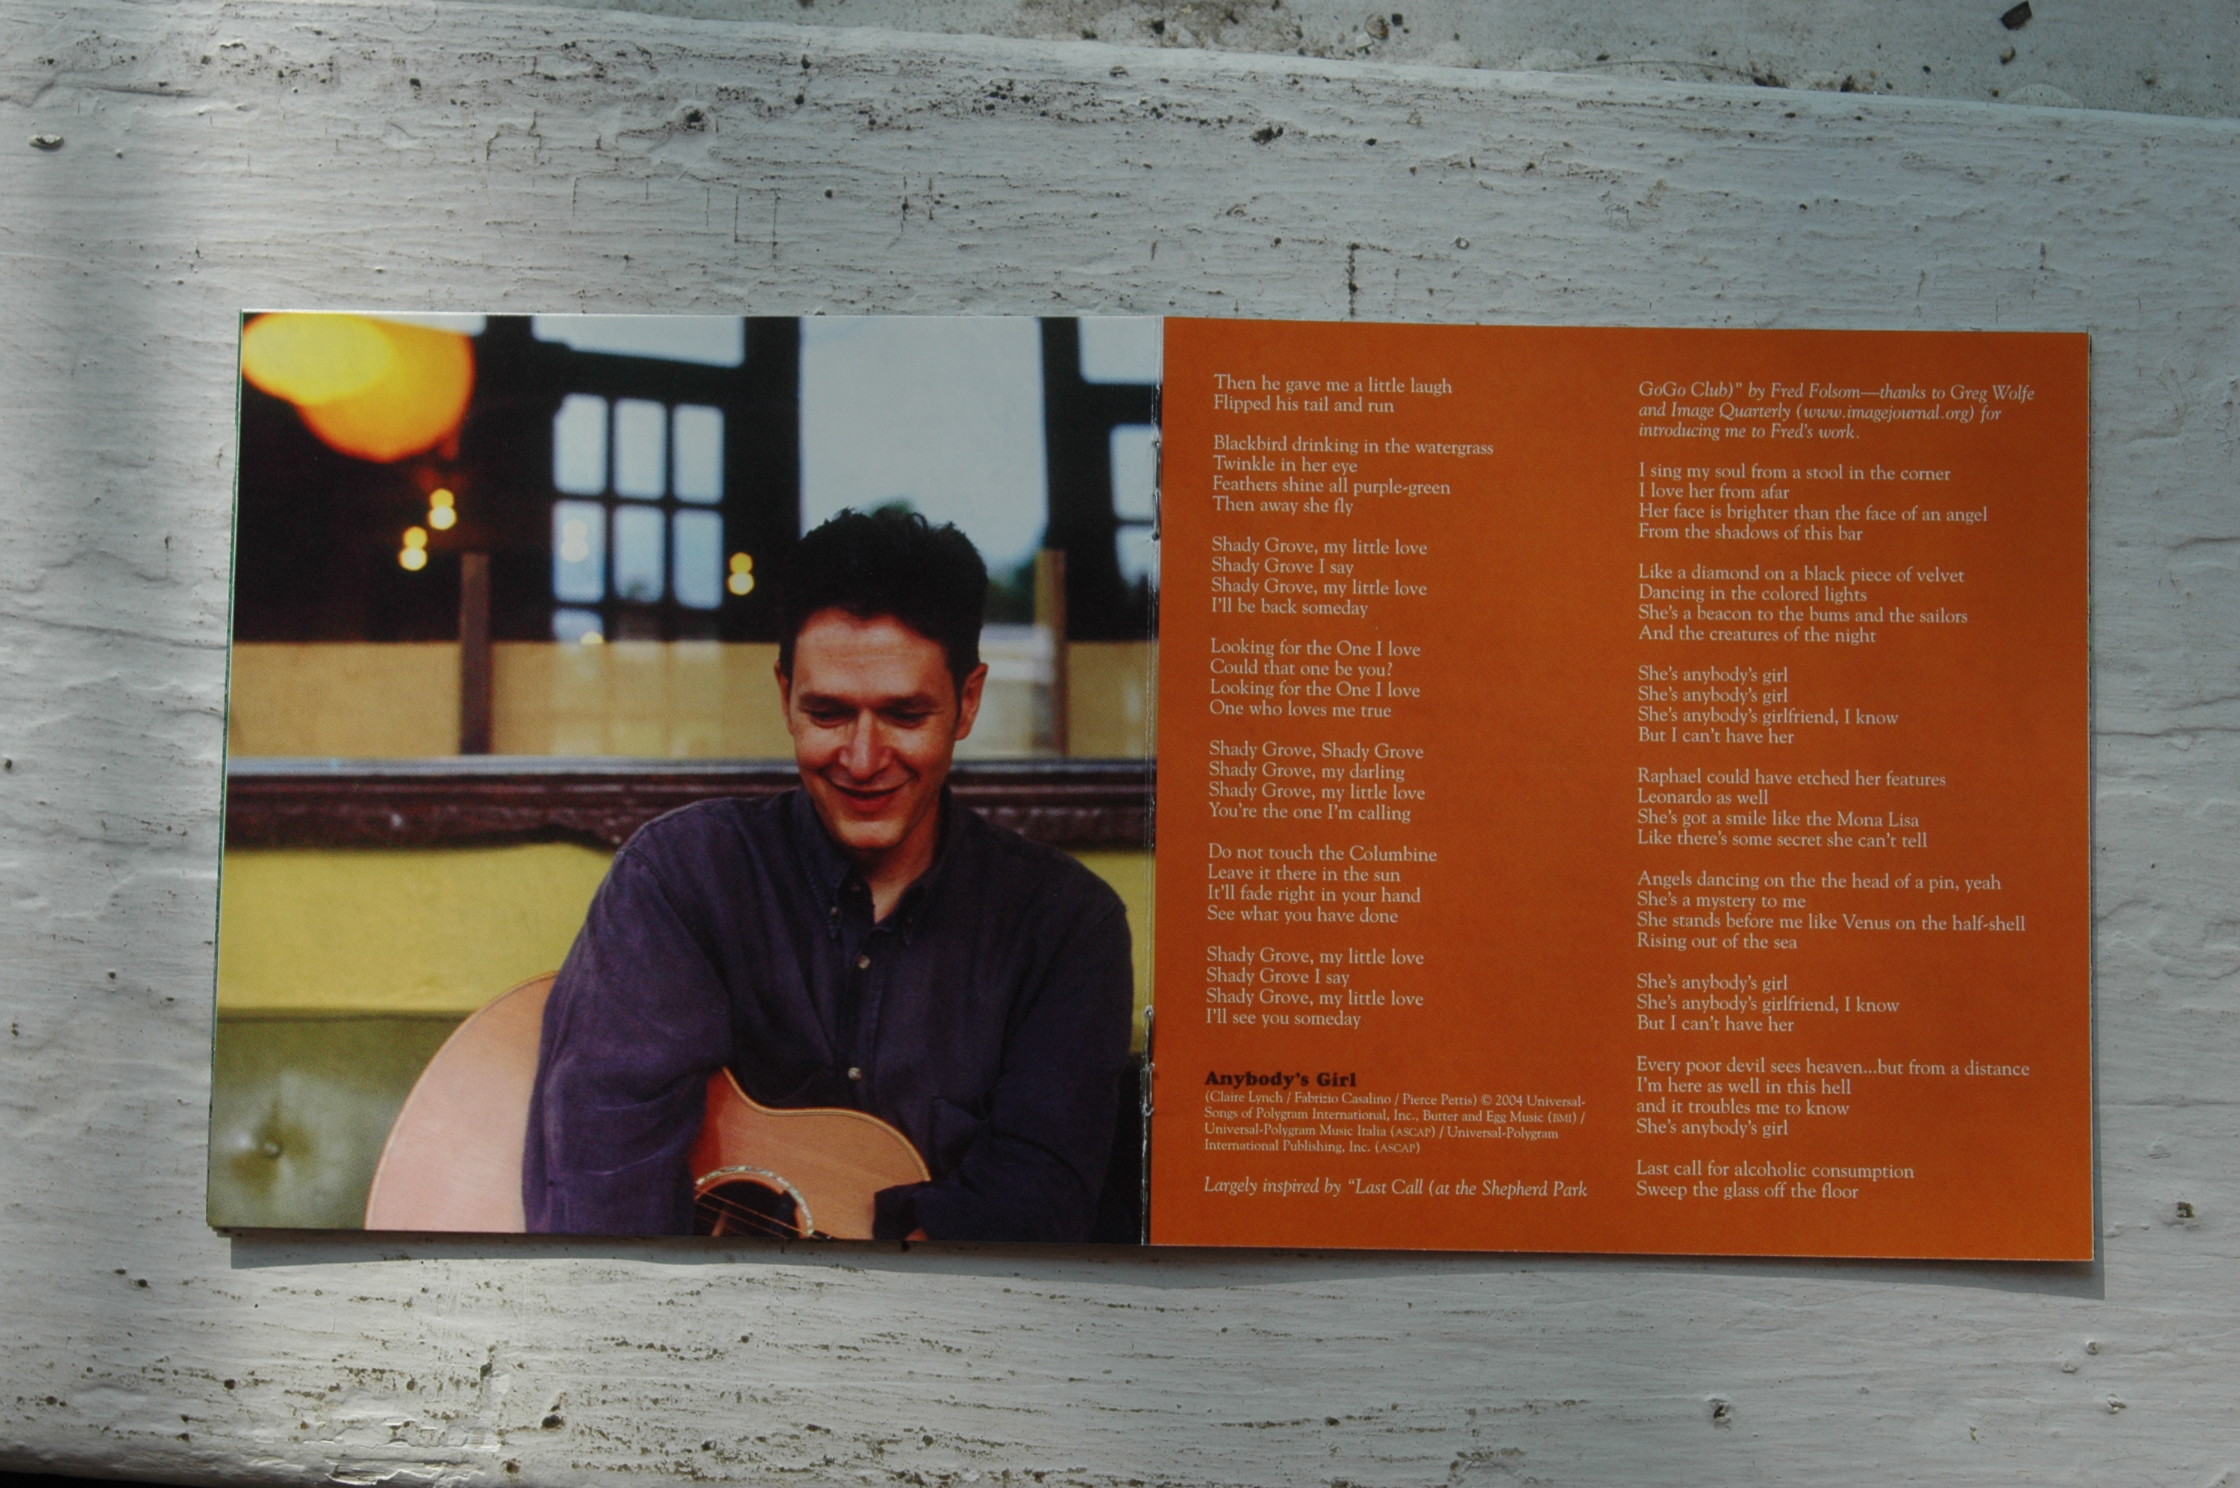 Then he gave me a little laugh
Flipped his tail and run
Blackbird drinking in the watergrass
Twinkle in her eye
Feathers shine all purple-green
Then away she fly
Shady Grove, my little love
Shady Grove I say
Shady Grove, my little love
I'll be back someday
Looking for the One I love
Could that one be you?
Looking for the One I love
One who loves me true
Shady Grove, Shady Grove
Shady Grove, my darling
Shady Grove, my little love
You're the one I'm calling
Do not touch the Columbine
Leave it there in the sun
It'll fade right in your hand
See what you have done
Shady Grove, my little love
Shady Grove I say
Shady Grove, my little love
I'll see you someday
Anybody's Girl
(Claire Lynch / Fabrizio Casalino / Pierce Pettis) © 2004 Universal-
Songs of Polygram International, Inc., Butter and Egg Music (BMI) /
Universal-Polygram Music Italia (ASCAP) / Universal-Polygram
International Publishing, Inc. (ASCAP)
Largely inspired by "Last Call (at the Shepherd Park
GoGo Club)" by Fred Folsom—thanks to Greg Wolfe
and Image Quarterly (www.imagejournal.org) for
introducing me to Fred's work.
I sing my soul from a stool in the corner
I love her from afar
Her face is brighter than the face of an angel
From the shadows of this bar
Like a diamond on a black piece of velvet
Dancing in the colored lights
She's a beacon to the bums and the sailors
And the creatures of the night
She's anybody's girl
She's anybody's girl
She's anybody's girlfriend, I know
But I can't have her
Raphael could have etched her features
Leonardo as well
She's got a smile like the Mona Lisa
Like there's some secret she can't tell
Angels dancing on the the head of a pin, yeah
She's a mystery to me
She stands before me like Venus on the half-shell
Rising out of the sea
She's anybody's girl
She's anybody's girlfriend, I know
But I can't have her
Every poor devil sees heaven...but from a distance
I'm here as well in this hell
and it troubles me to know
She's anybody's girl
Last call for alcoholic consumption
Sweep the glass off the floor